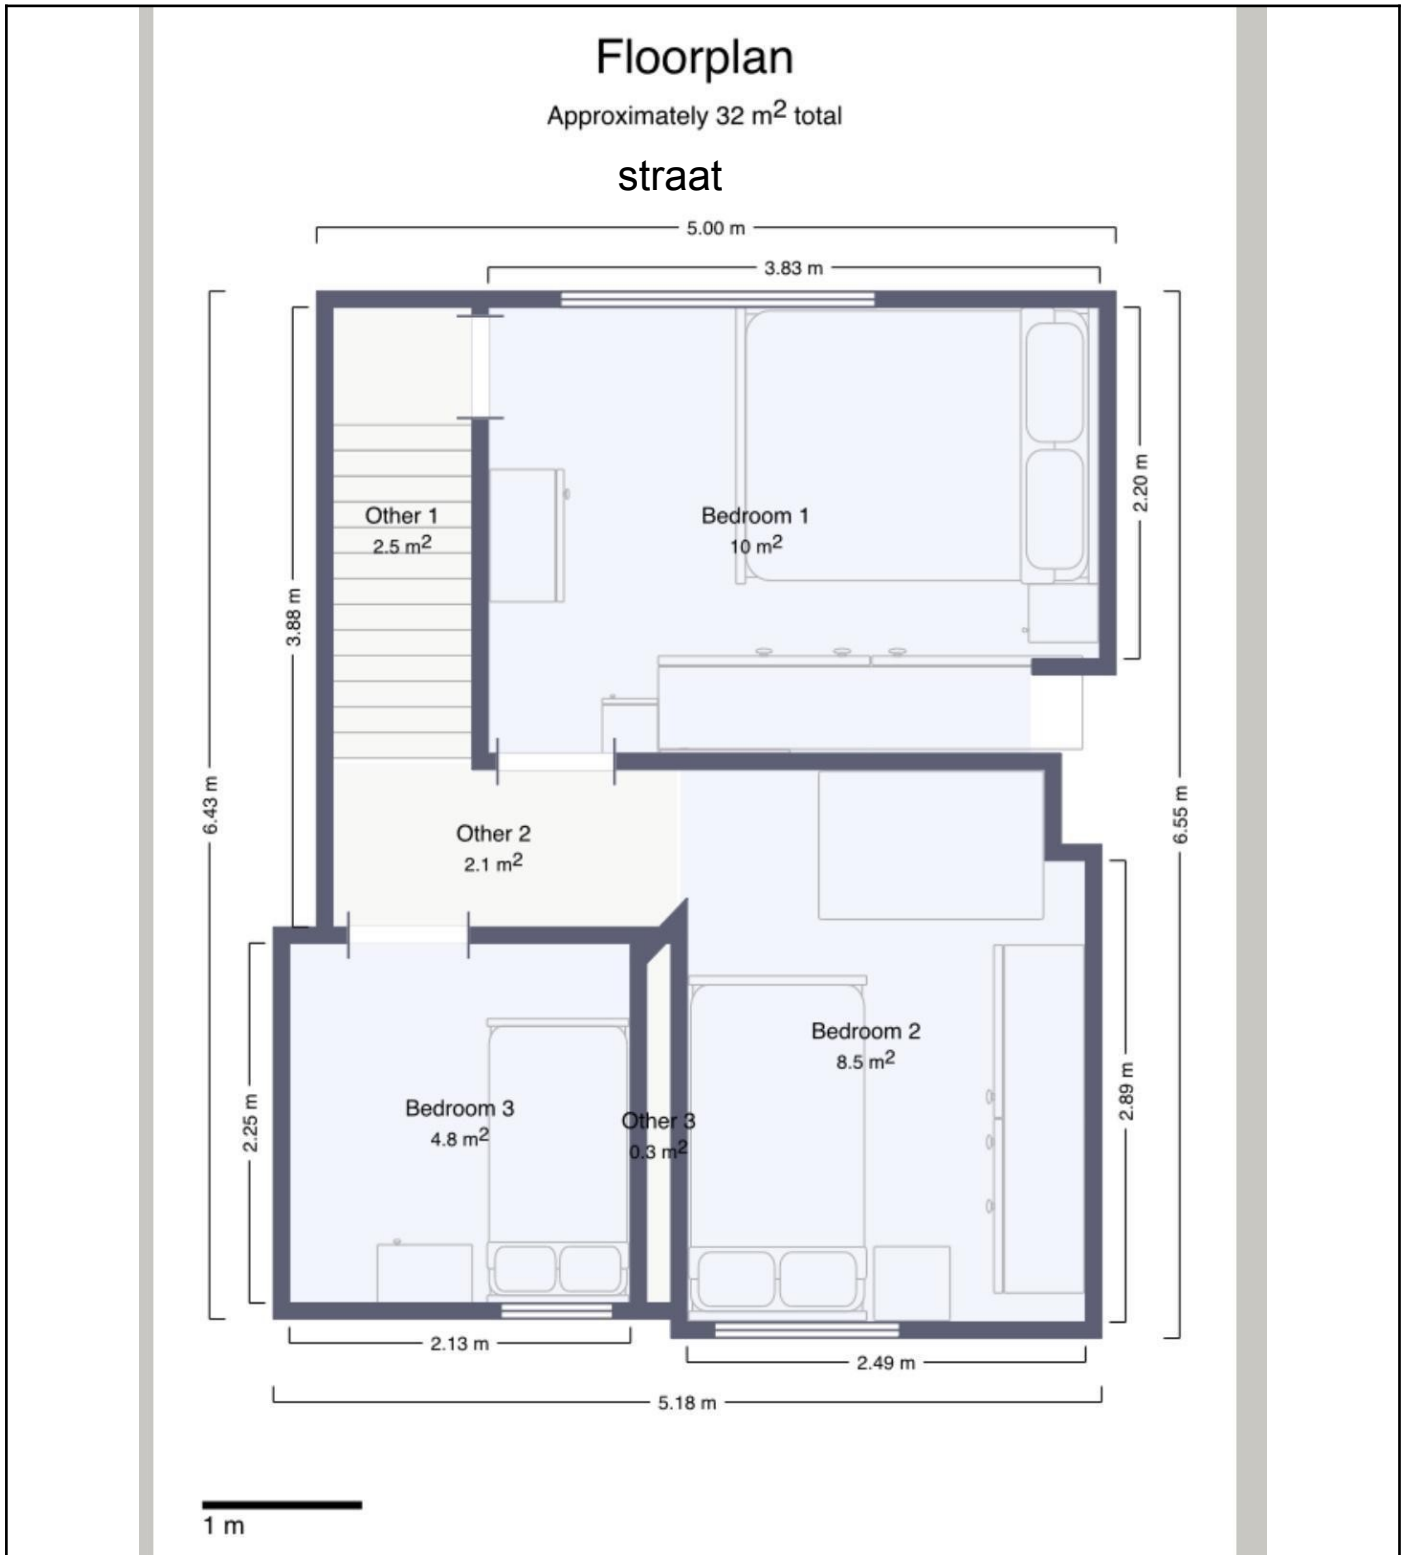 Floorplan
Approximately 32 m² total
straat
5.00 m
3.83 m
2.20 m
Other 1
2.5 m²
Bedroom 1
10 m²
3.88 m
6.43 m
6.55 m
Other 2
2.1 m²
Bedroom 2
8.5 m²
2.89 m
Bedroom 3
4.8 m²
Other 3
0.3 m²
2.25 m
2.13 m
2.49 m
5.18 m
1 m